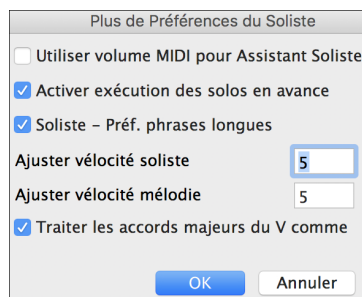 Plus de Préférences du Soliste
Utiliser volume MIDI pour Assistant Soliste
Activer exécution des solos en avance
Soliste – Préf. phrases longues
Ajuster vélocité soliste 5
Ajuster vélocité mélodie 5
Traiter les accords majeurs du V comme
OK Annuler